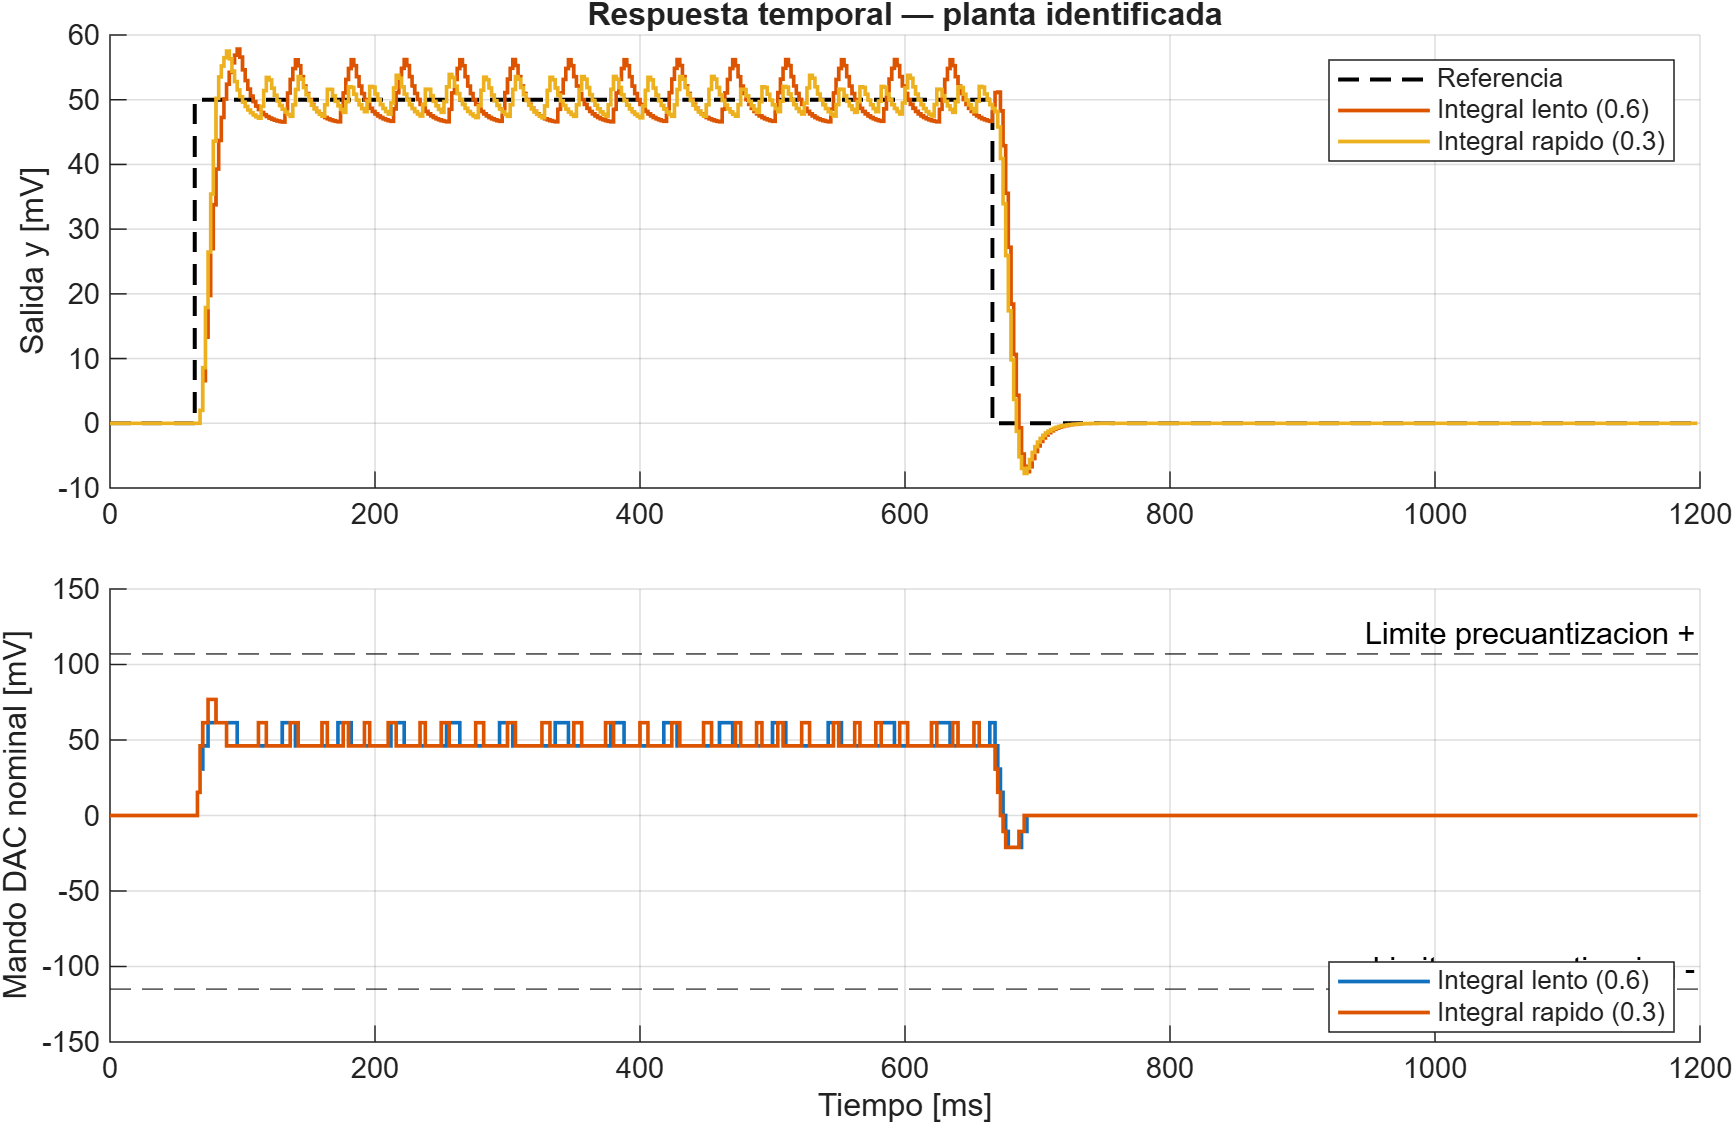 Respuesta temporal — planta identificada
Salida y [mV]
60
50
40
30
20
10
0
-10
0 200 400 600 800 1000 1200
Referencia
Integral lento (0.6)
Integral rapido (0.3)
Mando DAC nominal [mV]
150
100
50
0
-50
-100
-150
Limite precuantizacion +
-
Integral lento (0.6)
Integral rapido (0.3)
0 200 400 600 800 1000 1200
Tiempo [ms]